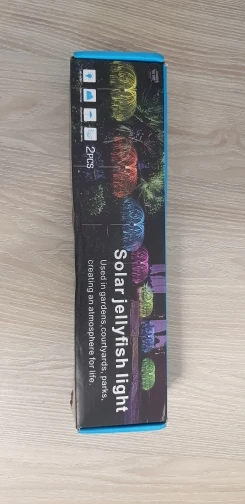 2PCS
Solar jellyfish light
Used in gardens, courtyards, parks,
creating an atmosphere for life.